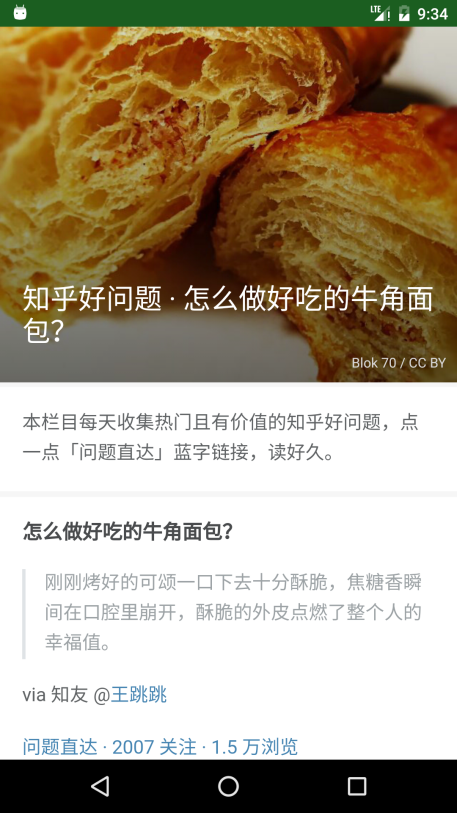 LTE 9:34
知乎好问题 · 怎么做好吃的牛角面
包?
Blok 70 / CC BY
本栏目每天收集热门且有价值的知乎好问题，点
一点「问题直达」蓝字链接，读好久。
怎么做好吃的牛角面包?
刚刚烤好的可颂一口下去十分酥脆，焦糖香瞬
间在口腔里崩开，酥脆的外皮点燃了整个人的
幸福值。
via 知友 @王跳跳
问题直达 · 2007 关注 · 1.5 万浏览